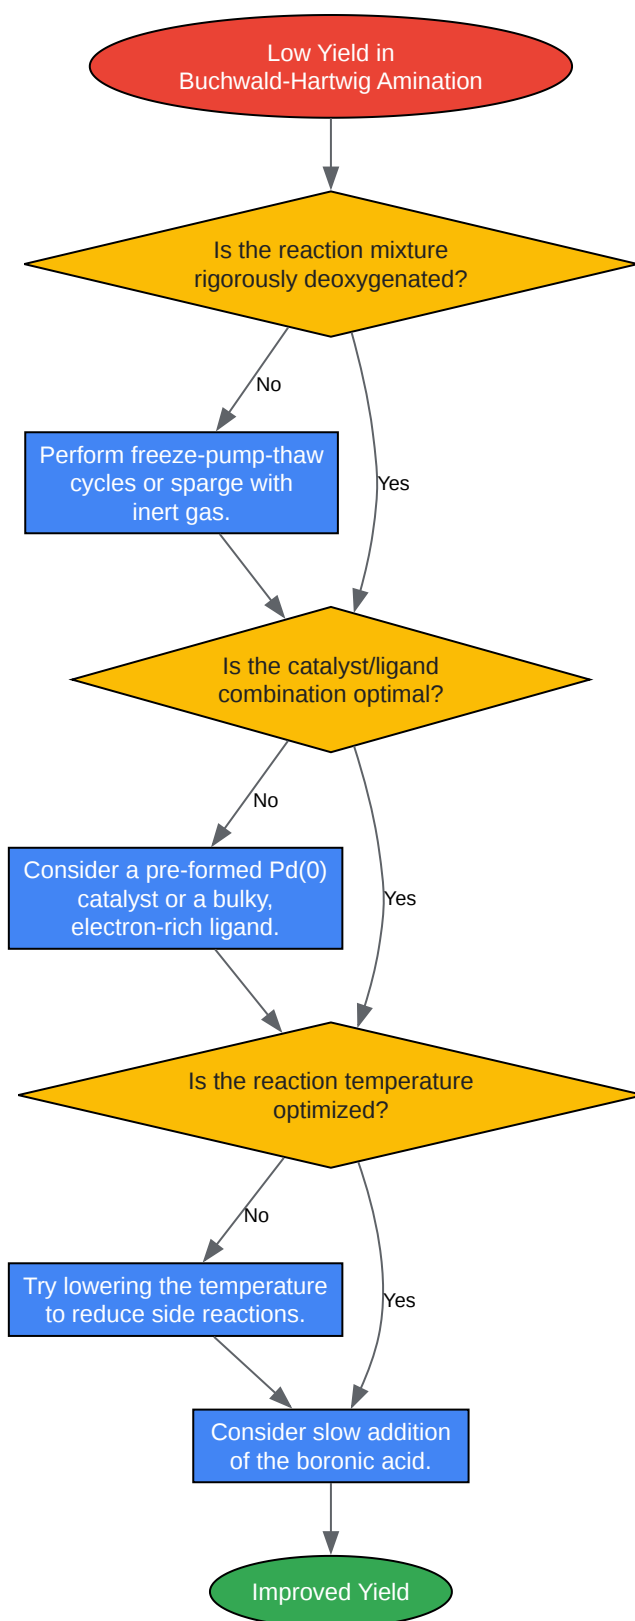 Low Yield in
Buchwald-Hartwig Amination
Is the reaction mixture
rigorously deoxygenated?
No
Perform freeze-pump-thaw
cycles or sparge with
inert gas.
Yes
Is the catalyst/ligand
combination optimal?
No
Consider a pre-formed Pd(0)
catalyst or a bulky,
electron-rich ligand.
Yes
Is the reaction temperature
optimized?
No
Try lowering the temperature
to reduce side reactions.
Yes
Consider slow addition
of the boronic acid.
Improved Yield